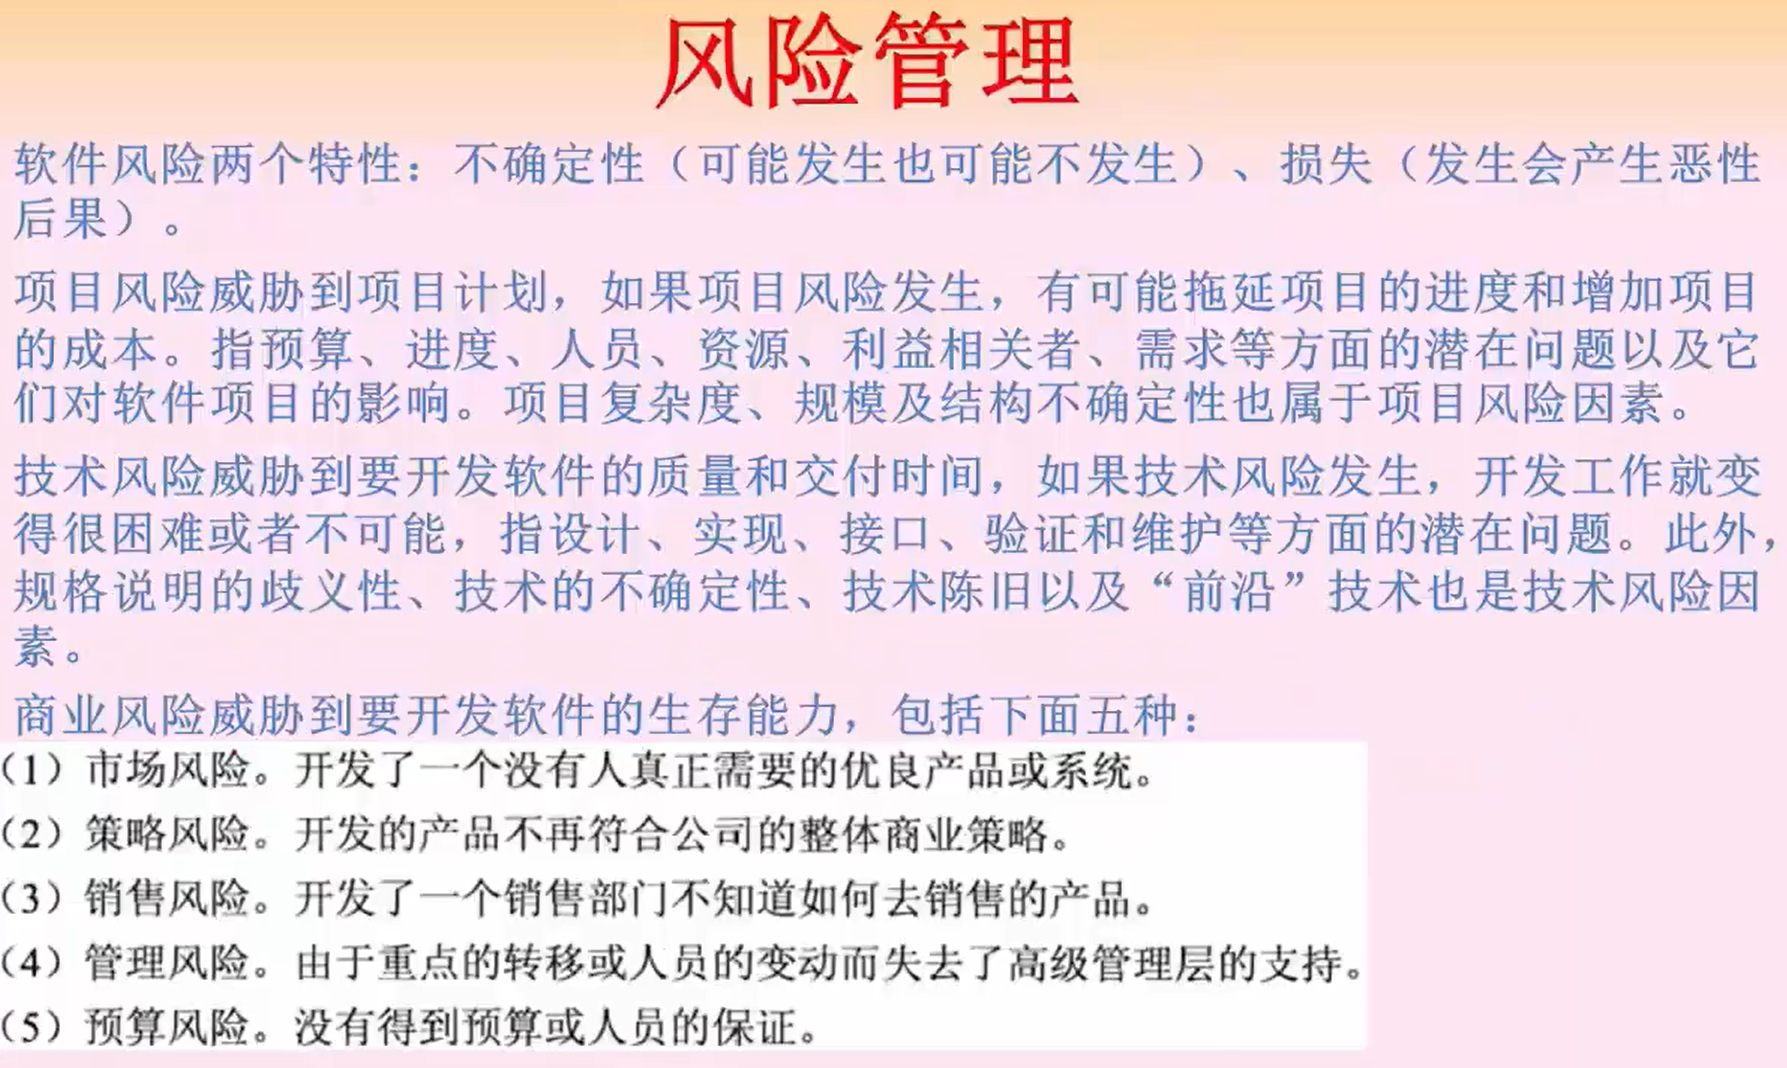 风险管理
软件风险两个特性：不确定性（可能发生也可能不发生）、损失（发生会产生恶性
后果）。
项目风险威胁到项目计划，如果项目风险发生，有可能拖延项目的进度和增加项目
的成本。指预算、进度、人员、资源、利益相关者、需求等方面的潜在问题以及它
们对软件项目的影响。项目复杂度、规模及结构不确定性也属于项目风险因素。
技术风险威胁到要开发软件的质量和交付时间，如果技术风险发生，开发工作就变
得很困难或者不可能，指设计、实现、接口、验证和维护等方面的潜在问题。此外，
规格说明的歧义性、技术的不确定性、技术陈旧以及“前沿”技术也是技术风险因
素。
商业风险威胁到要开发软件的生存能力，包括下面五种：
（1）市场风险。开发了一个没有人真正需要的优良产品或系统。
（2）策略风险。开发的产品不再符合公司的整体商业策略。
（3）销售风险。开发了一个销售部门不知道如何去销售的产品。
（4）管理风险。由于重点的转移或人员的变动而失去了高级管理层的支持。
（5）预算风险。没有得到预算或人员的保证。